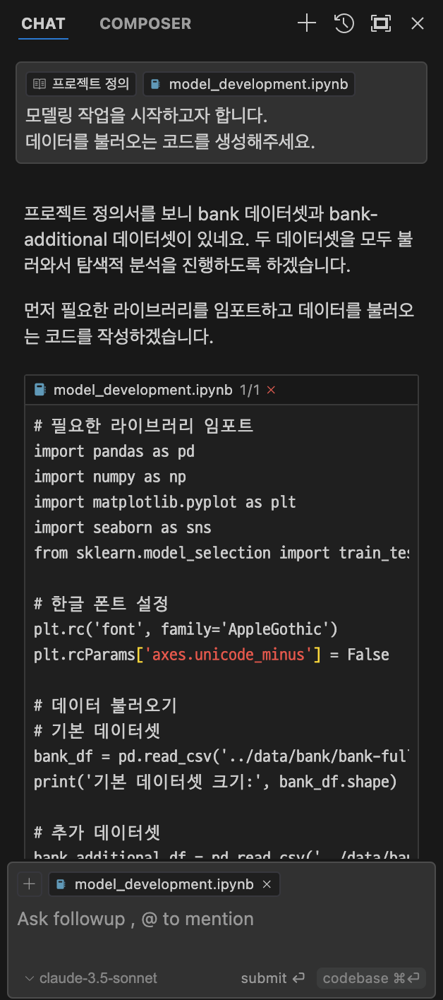 CHAT COMPOSER
프로젝트 정의 model_development.ipynb
모델링 작업을 시작하고자 합니다.
데이터를 불러오는 코드를 생성해주세요.
프로젝트 정의서를 보니 bank 데이터셋과 bank-
additional 데이터셋이 있네요. 두 데이터셋을 모두 불
러와서 탐색적 분석을 진행하도록 하겠습니다.
먼저 필요한 라이브러리를 임포트하고 데이터를 불러오
는 코드를 작성하겠습니다.
model_development.ipynb 1/1
# 필요한 라이브러리 임포트
import pandas as pd
import numpy as np
import matplotlib.pyplot as plt
import seaborn as sns
from sklearn.model_selection import train_tes
# 한글 폰트 설정
plt.rc('font', family='AppleGothic')
plt.rcParams['axes.unicode_minus'] = False
# 데이터 불러오기
# 기본 데이터셋
bank_df = pd.read_csv('../data/bank/bank-ful
print('기본 데이터셋 크기:', bank_df.shape)
# 추가 데이터셋
bank_additional_df = pd.read_csv('../data/ban
model_development.ipynb
Ask followup , @ to mention
claude-3.5-sonnet submit ⏎ codebase ⌘⏎